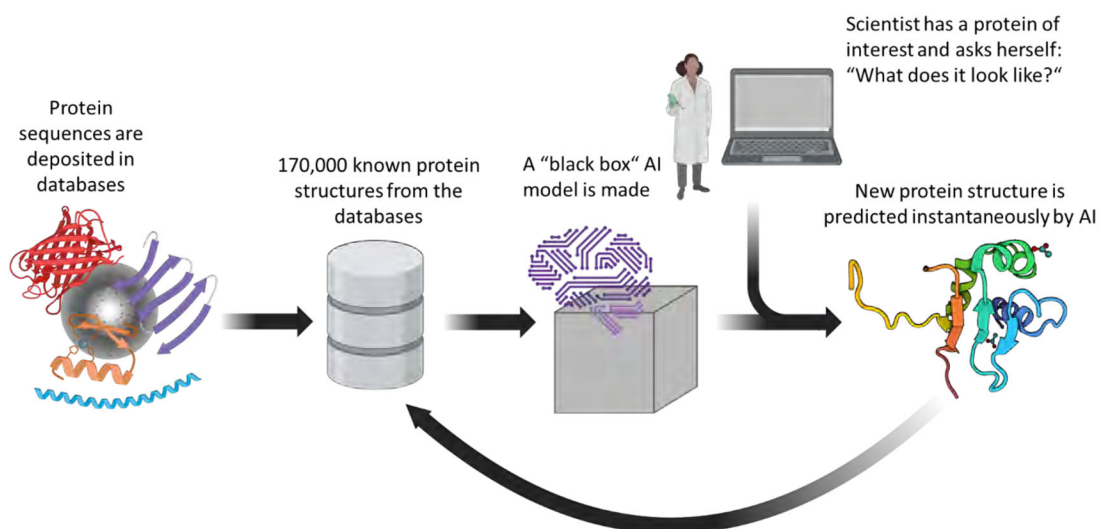 Protein
sequences are
deposited in
databases
170,000 known protein
structures from the
databases
A “black box“ AI
model is made
Scientist has a protein of
interest and asks herself:
“What does it look like?“
New protein structure is
predicted instantaneously by AI